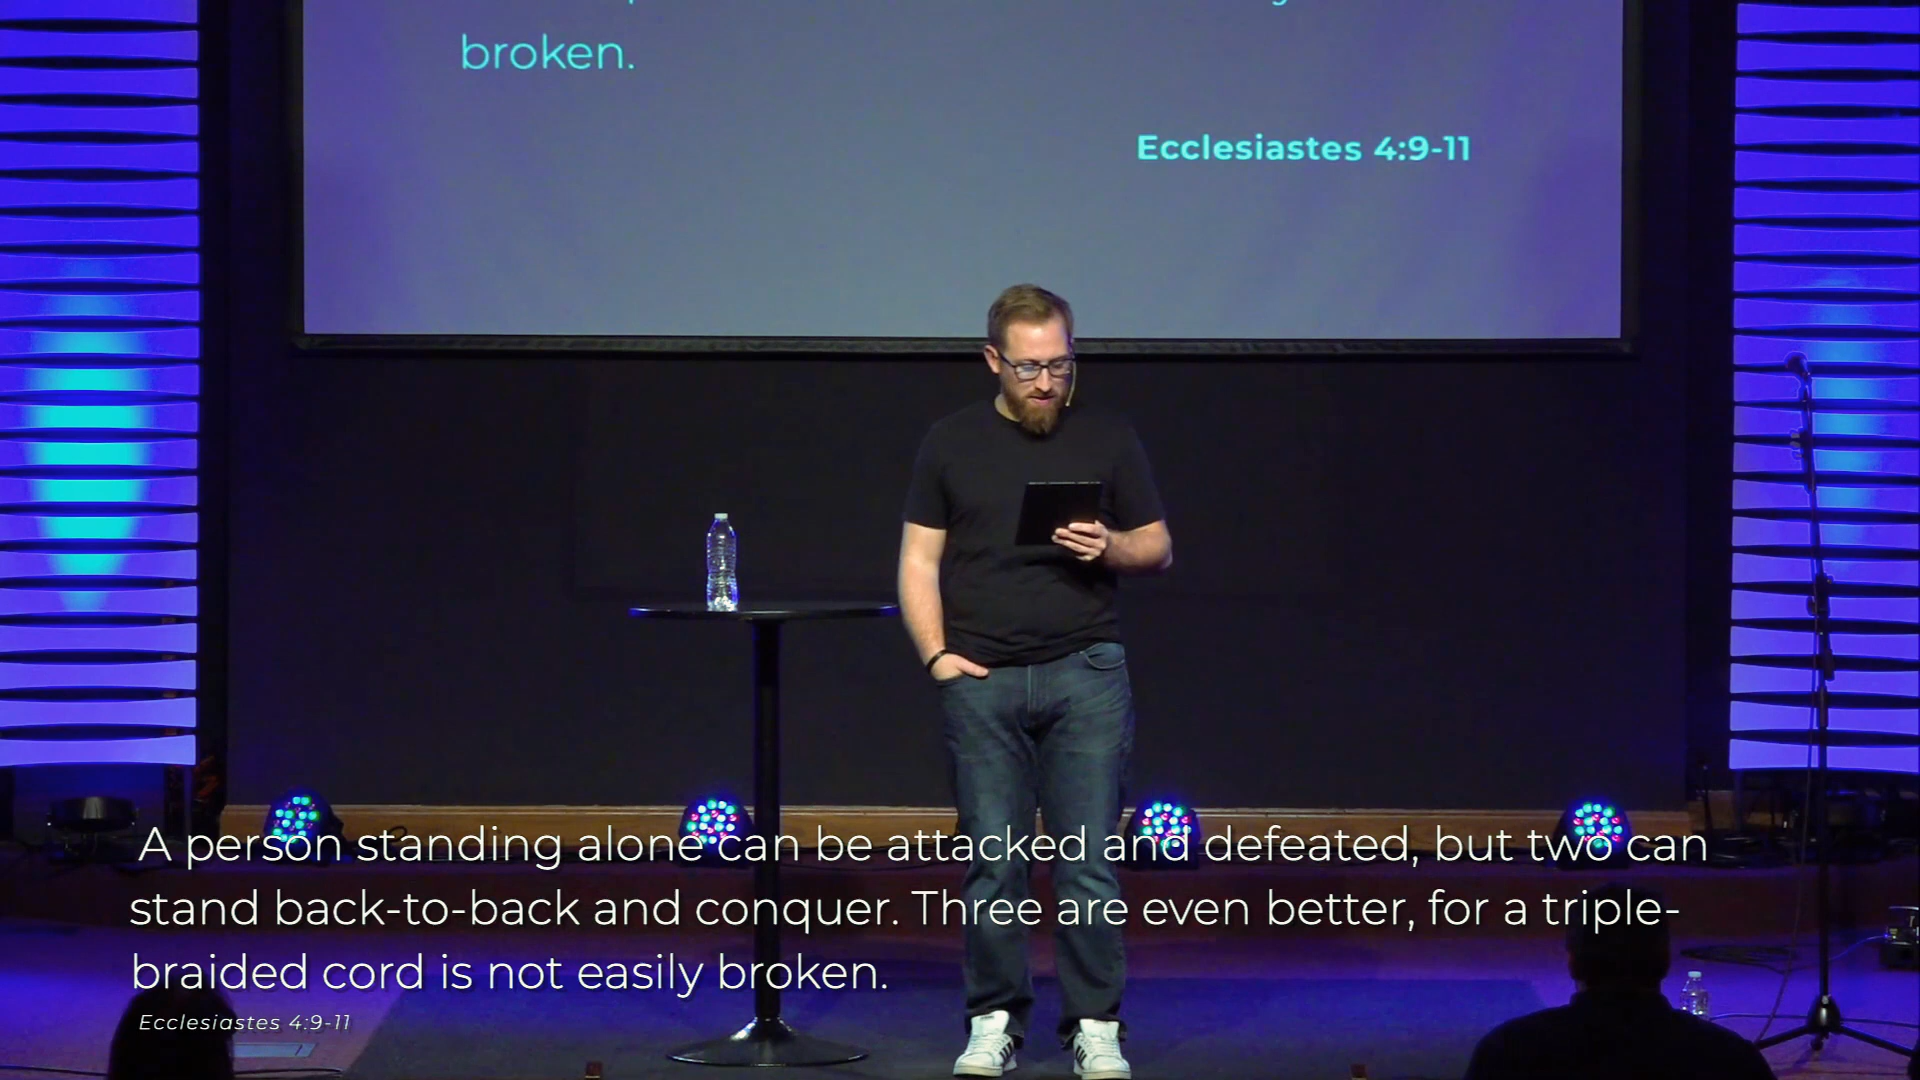 broken.
Ecclesiastes 4:9-11
A person standing alone can be attacked and defeated, but two can
stand back-to-back and conquer. Three are even better, for a triple-
braided cord is not easily broken.
Ecclesiastes 4:9-11